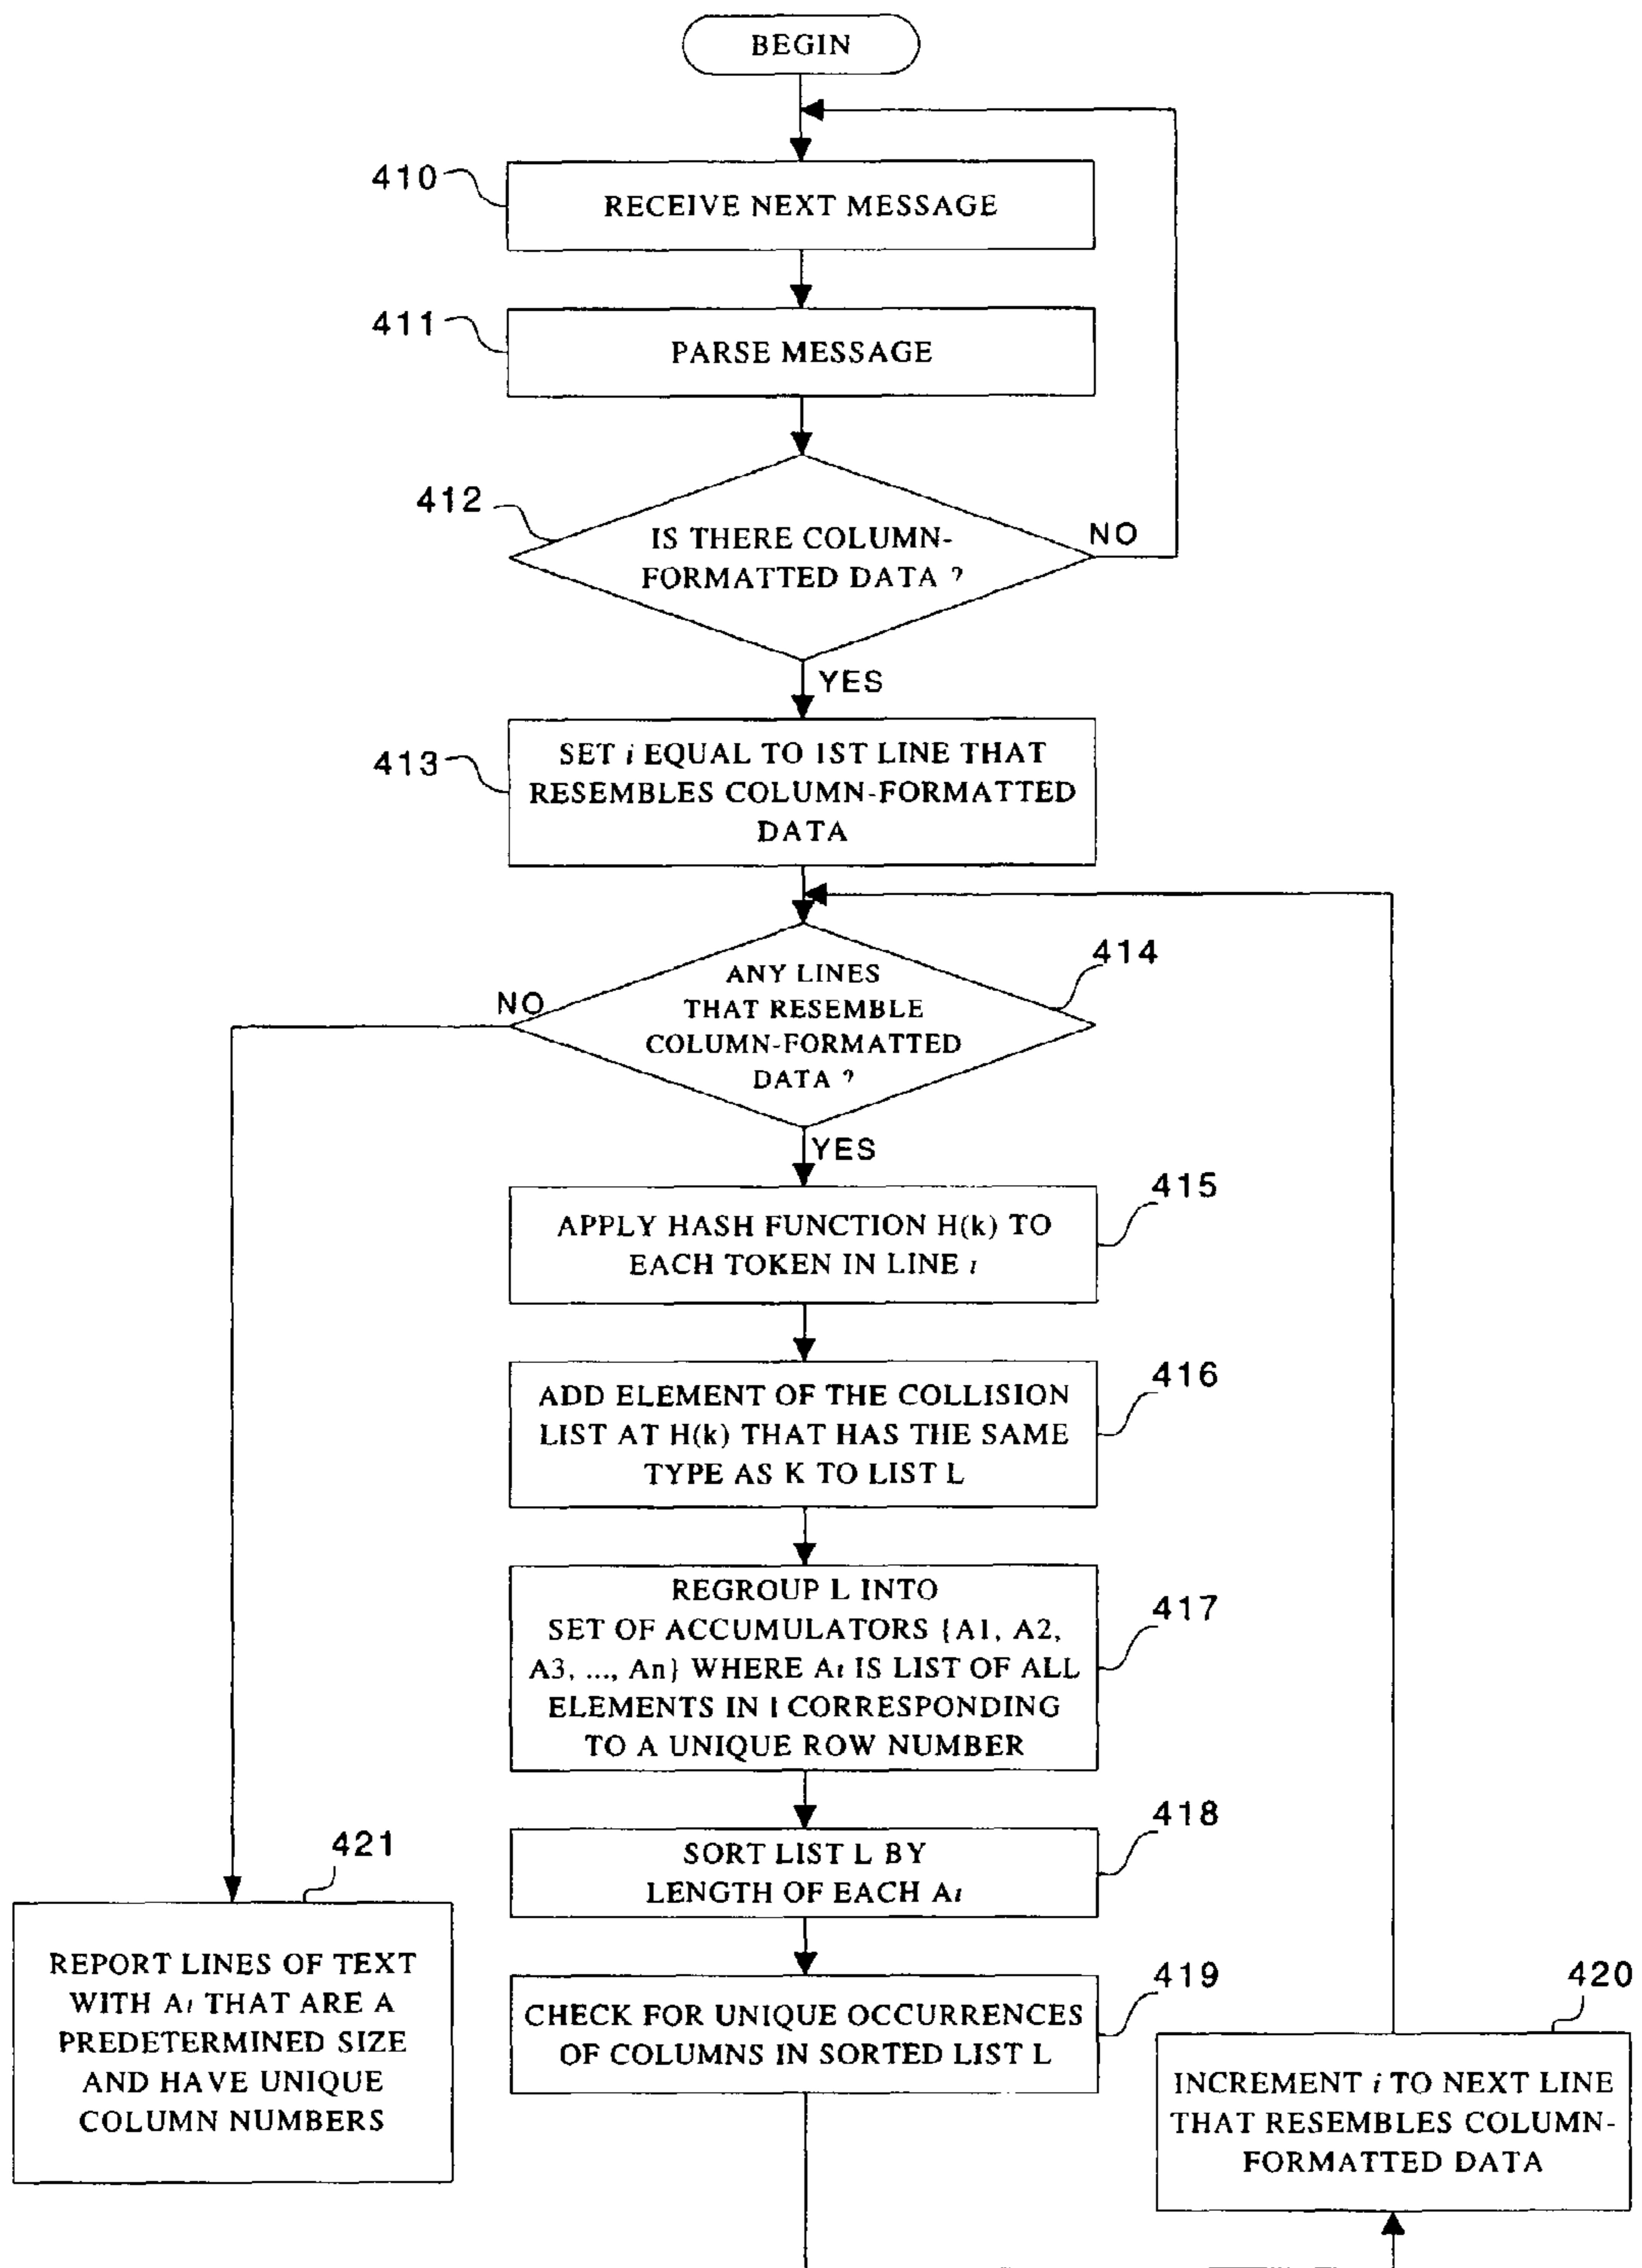 BEGIN
410
RECEIVE NEXT MESSAGE
411
PARSE MESSAGE
412
IS THERE COLUMN-
FORMATTED DATA ?
NO
YES
413
SET i EQUAL TO 1ST LINE THAT
RESEMBLES COLUMN-FORMATTED
DATA
414
ANY LINES
THAT RESEMBLE
COLUMN-FORMATTED
DATA ?
NO
YES
415
APPLY HASH FUNCTION H(k) TO
EACH TOKEN IN LINE i
416
ADD ELEMENT OF THE COLLISION
LIST AT H(k) THAT HAS THE SAME
TYPE AS K TO LIST L
417
REGROUP L INTO
SET OF ACCUMULATORS {A1, A2,
A3, ..., An} WHERE Ai IS LIST OF ALL
ELEMENTS IN l CORRESPONDING
TO A UNIQUE ROW NUMBER
418
SORT LIST L BY
LENGTH OF EACH Ai
419
CHECK FOR UNIQUE OCCURRENCES
OF COLUMNS IN SORTED LIST L
420
INCREMENT i TO NEXT LINE
THAT RESEMBLES COLUMN-
FORMATTED DATA
421
REPORT LINES OF TEXT
WITH Ai THAT ARE A
PREDETERMINED SIZE
AND HAVE UNIQUE
COLUMN NUMBERS